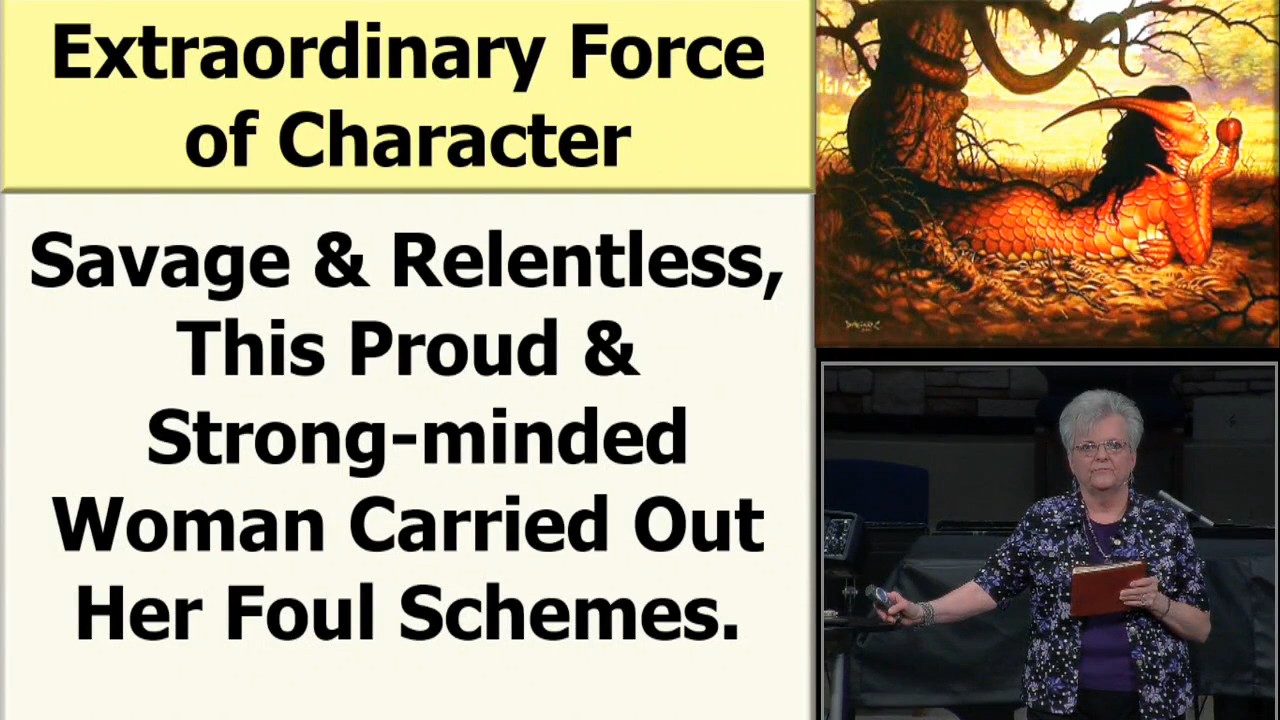 Extraordinary Force
of Character
Savage & Relentless,
This Proud &
Strong-minded
Woman Carried Out
Her Foul Schemes.